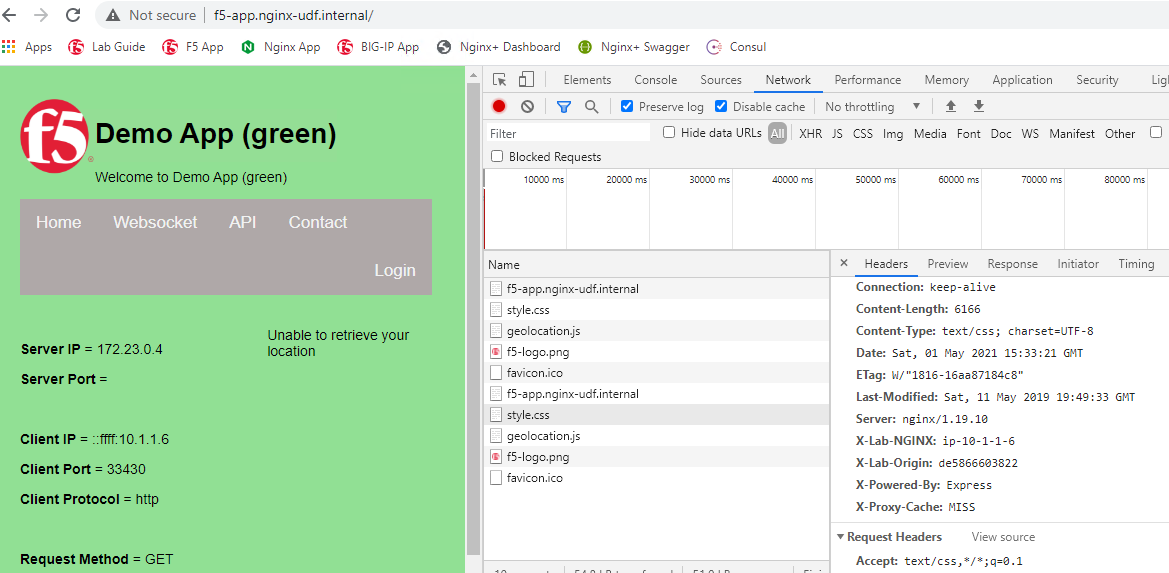 Not secure f5-app.nginx-udf.internal/
Apps Lab Guide F5 App Nginx App BIG-IP App Nginx+ Dashboard Nginx+ Swagger Consul
f5
Demo App (green)
Welcome to Demo App (green)
Home Websocket API Contact
Login
Unable to retrieve your
location
Server IP = 172.23.0.4
Server Port =
Client IP = ::ffff:10.1.1.6
Client Port = 33430
Client Protocol = http
Request Method = GET
Elements Console Sources Network Performance Memory Application Security Ligh
Preserve log Disable cache No throttling
Filter Hide data URLs All XHR JS CSS Img Media Font Doc WS Manifest Other
Blocked Requests
10000 ms 20000 ms 30000 ms 40000 ms 50000 ms 60000 ms 70000 ms 80000 ms
Name
f5-app.nginx-udf.internal
style.css
geolocation.js
f5-logo.png
favicon.ico
f5-app.nginx-udf.internal
style.css
geolocation.js
f5-logo.png
favicon.ico
Headers Preview Response Initiator Timing
Connection: keep-alive
Content-Length: 6166
Content-Type: text/css; charset=UTF-8
Date: Sat, 01 May 2021 15:33:21 GMT
ETag: W/"1816-16aa87184c8"
Last-Modified: Sat, 11 May 2019 19:49:33 GMT
Server: nginx/1.19.10
X-Lab-NGINX: ip-10-1-1-6
X-Lab-Origin: de5866603822
X-Powered-By: Express
X-Proxy-Cache: MISS
Request Headers View source
Accept: text/css,*/*;q=0.1